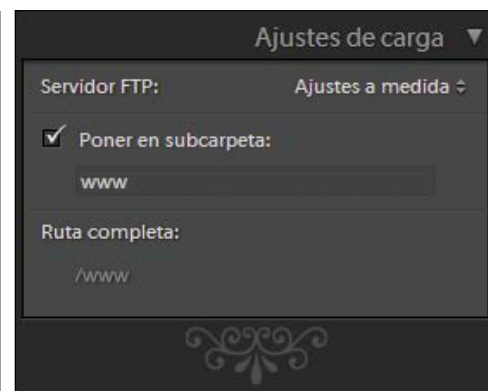 Ajustes de carga ▼
Servidor FTP: Ajustes a medida
Poner en subcarpeta:
www
Ruta completa:
/www